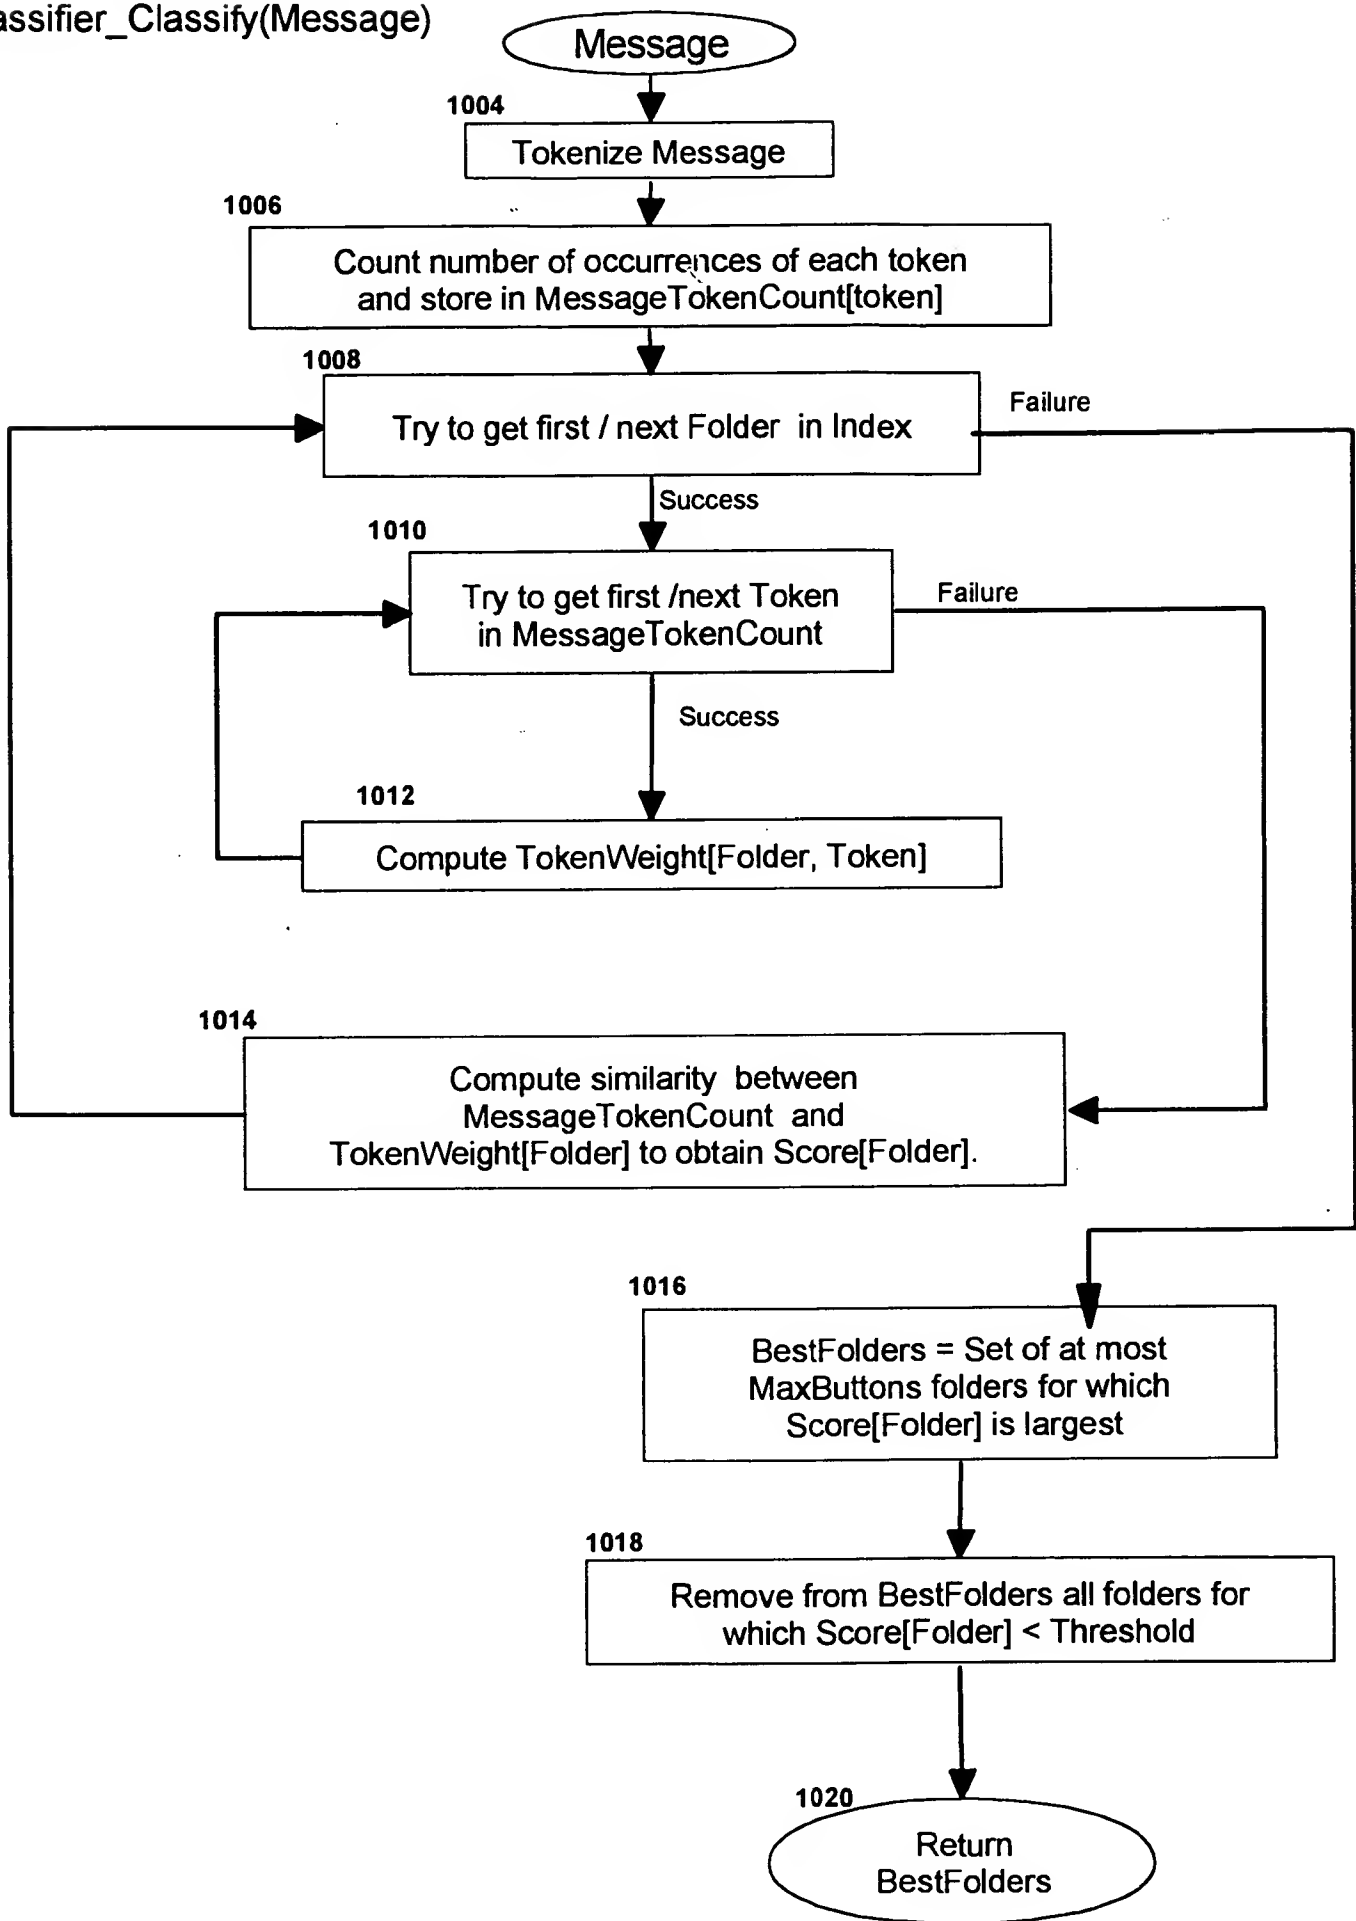 assifier_Classify(Message)
Message
1004
Tokenize Message
1006
Count number of occurrences of each token
and store in MessageTokenCount[token]
1008
Try to get first / next Folder in Index
Failure
Success
1010
Try to get first /next Token
in MessageTokenCount
Failure
Success
1012
Compute TokenWeight[Folder, Token]
1014
Compute similarity between
MessageTokenCount and
TokenWeight[Folder] to obtain Score[Folder].
1016
BestFolders = Set of at most
MaxButtons folders for which
Score[Folder] is largest
1018
Remove from BestFolders all folders for
which Score[Folder] < Threshold
1020
Return
BestFolders